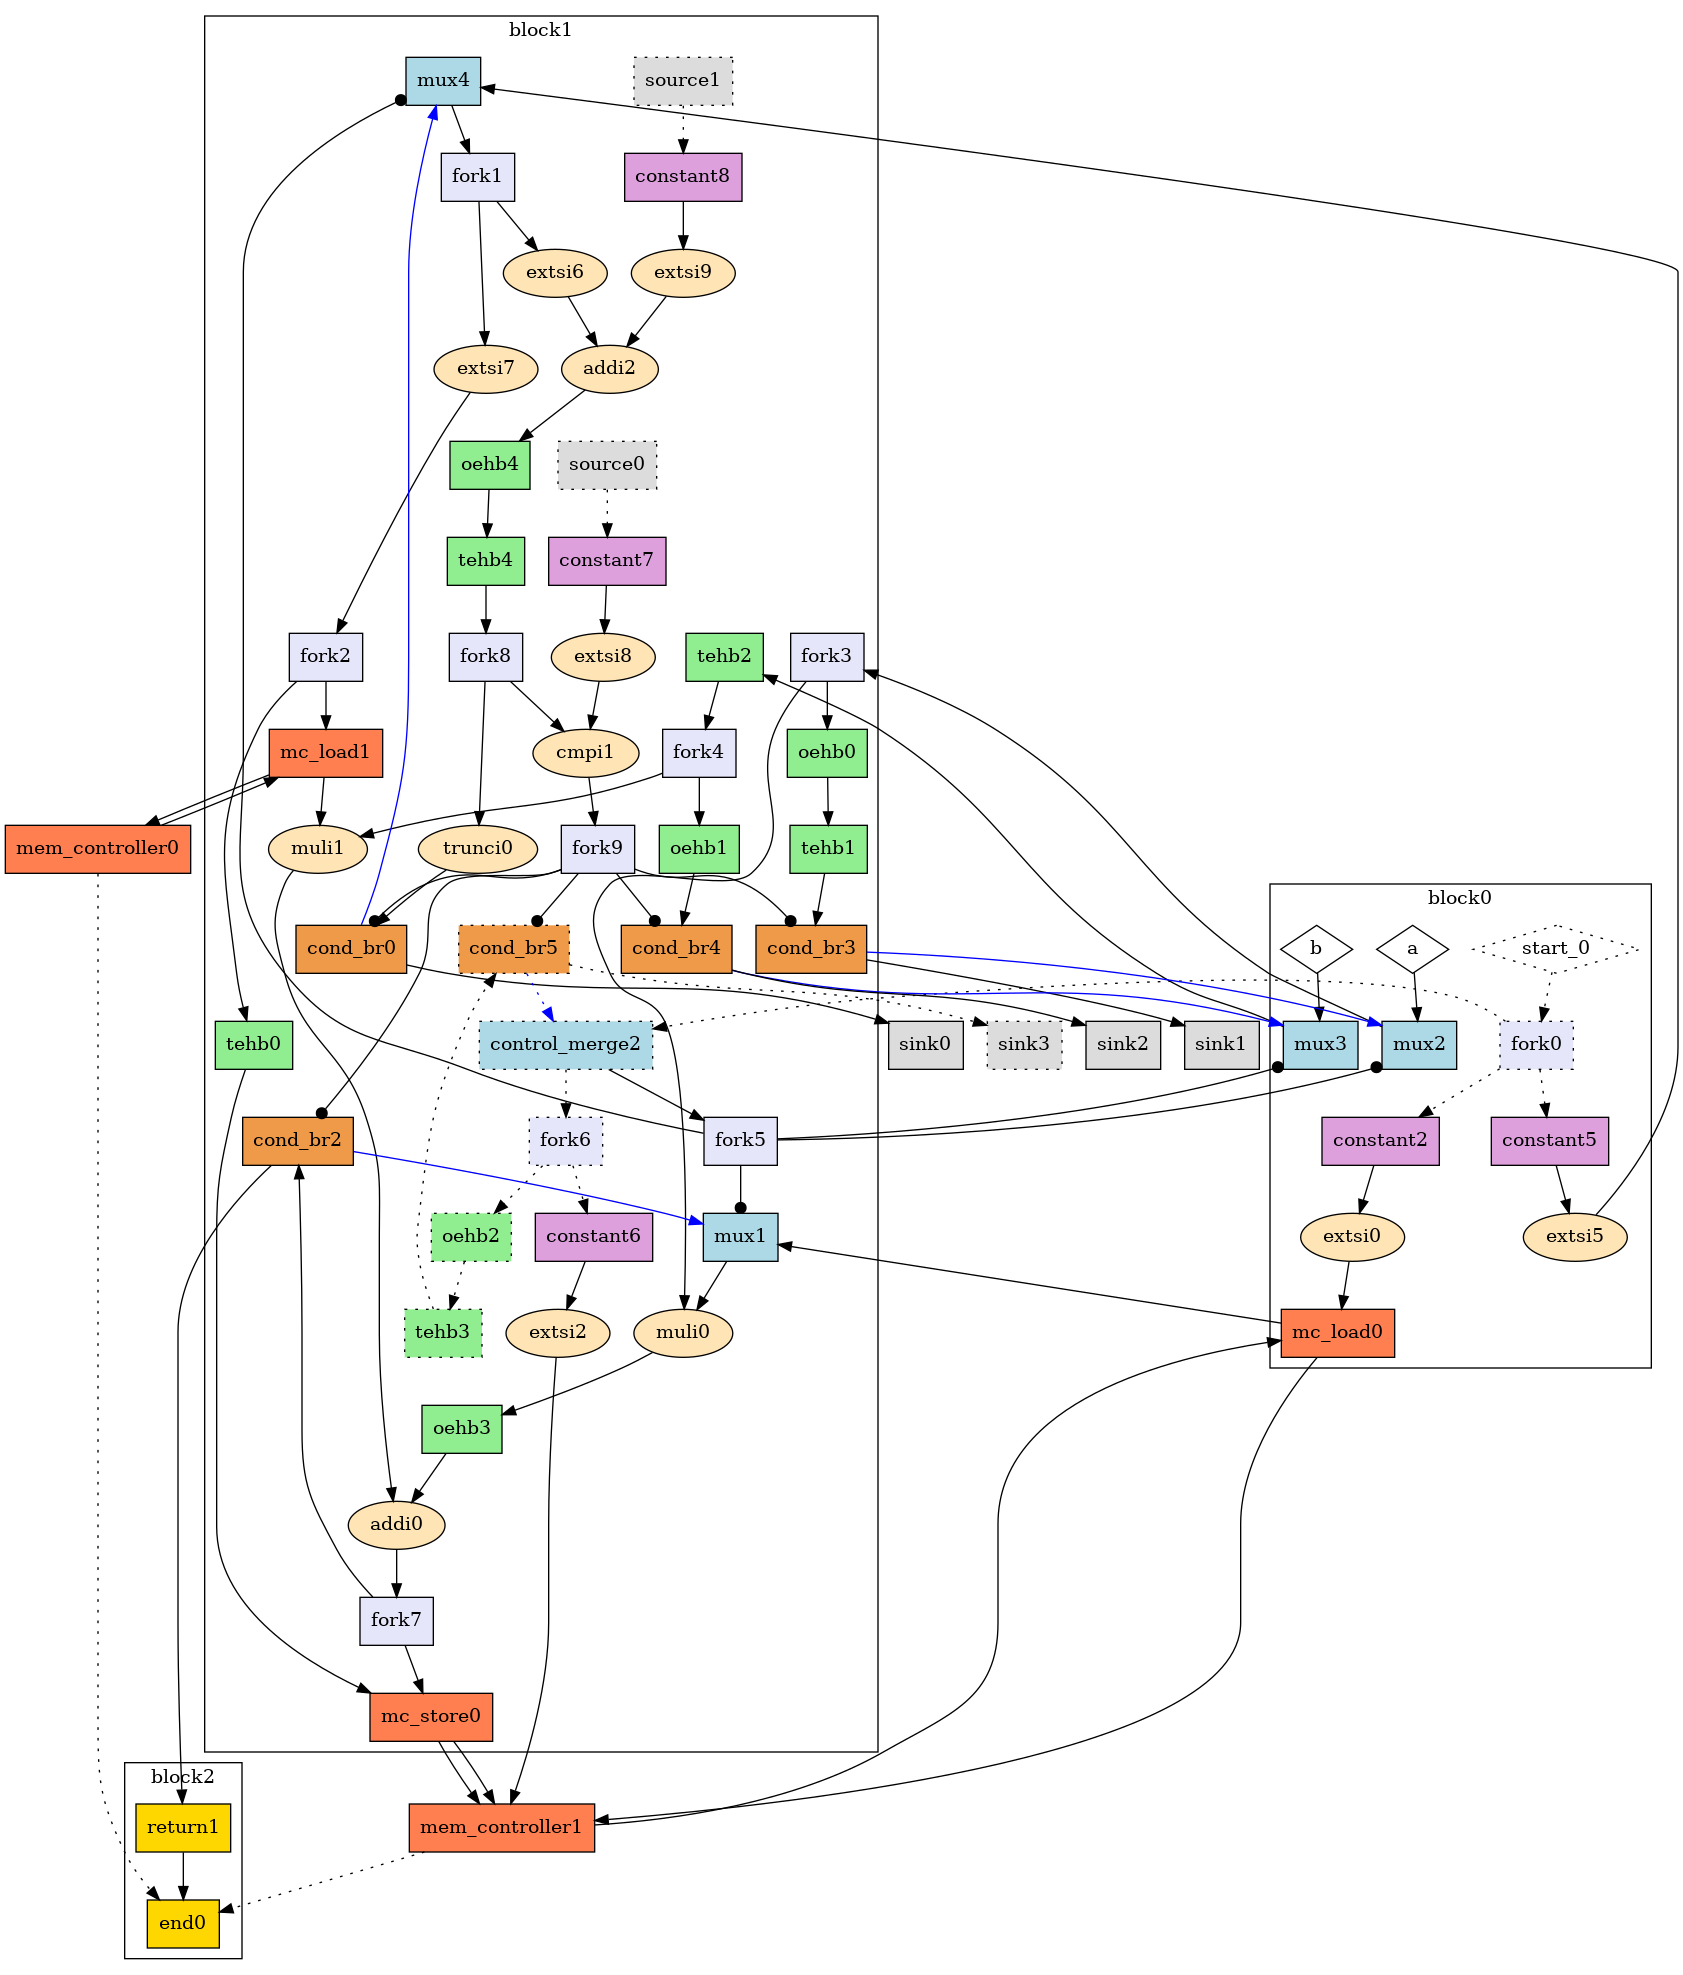 block1
mux4
source1
fork1
constant8
extsi6
extsi9
extsi7
addi2
oehb4
source0
tehb4
constant7
fork2
fork8
extsi8
tehb2
fork3
mc_load1
cmpi1
fork4
oehb0
mem_controller0
muli1
trunci0
fork9
oehb1
tehb1
block0
cond_br0
cond_br5
cond_br4
cond_br3
b
a
start_0
tehb0
control_merge2
sink0
sink3
sink2
sink1
mux3
mux2
fork0
cond_br2
fork6
fork5
constant2
constant5
oehb2
constant6
mux1
extsi0
extsi5
tehb3
extsi2
muli0
mc_load0
oehb3
addi0
fork7
mc_store0
block2
return1
mem_controller1
end0